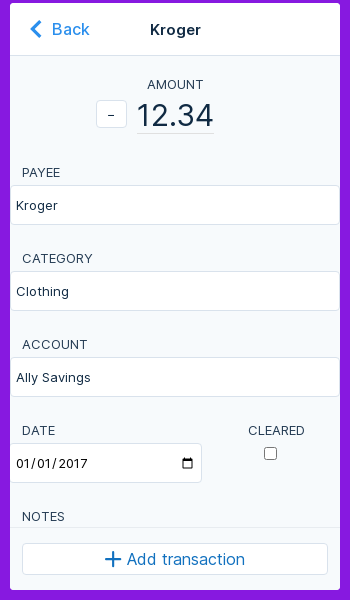 Back
Kroger
AMOUNT
- 12.34
PAYEE
Kroger
CATEGORY
Clothing
ACCOUNT
Ally Savings
DATE
CLEARED
01/01/2017
NOTES
Add transaction